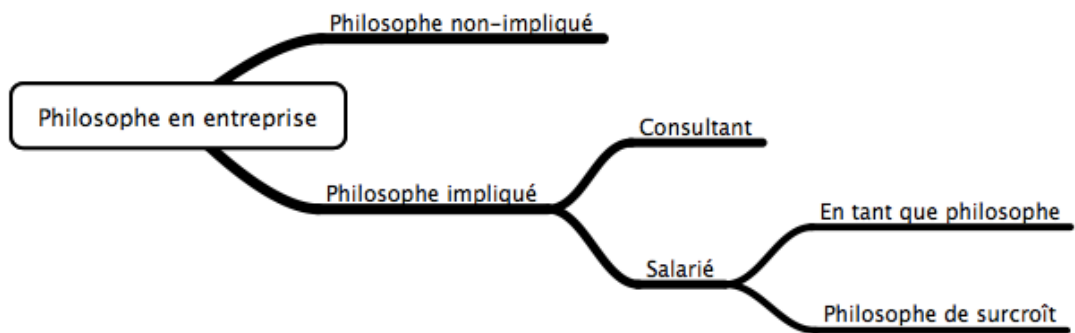 Philosophe non-impliqué
Philosophe en entreprise
Consultant
Philosophe impliqué
En tant que philosophe
Salarié
Philosophe de surcroît